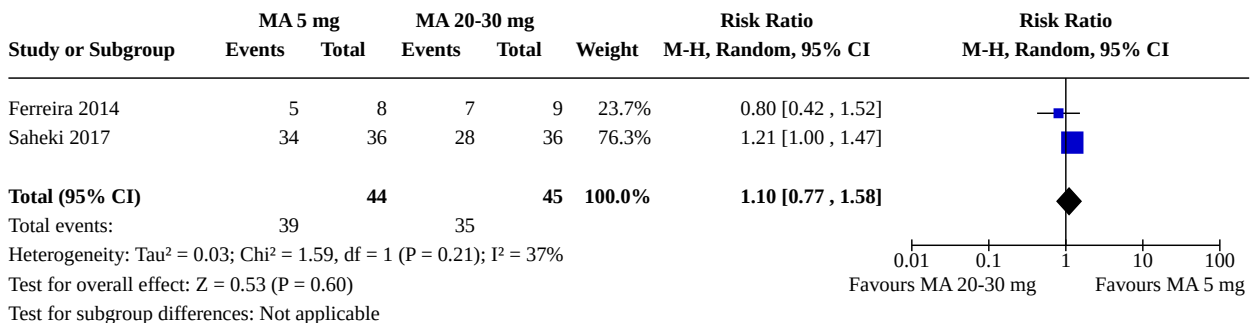 MA 5 mg MA 20-30 mg Risk Ratio Risk Ratio
Study or Subgroup Events Total Events Total Weight M-H, Random, 95% CI M-H, Random, 95% CI
Ferreira 2014 5 8 7 9 23.7% 0.80 [0.42 , 1.52]
Saheki 2017 34 36 28 36 76.3% 1.21 [1.00 , 1.47]
Total (95% CI) 44 45 100.0% 1.10 [0.77 , 1.58]
Total events: 39 35
Heterogeneity: Tau² = 0.03; Chi² = 1.59, df = 1 (P = 0.21); I² = 37%
0.01 0.1 1 10 100
Test for overall effect: Z = 0.53 (P = 0.60) Favours MA 20-30 mg Favours MA 5 mg
Test for subgroup differences: Not applicable